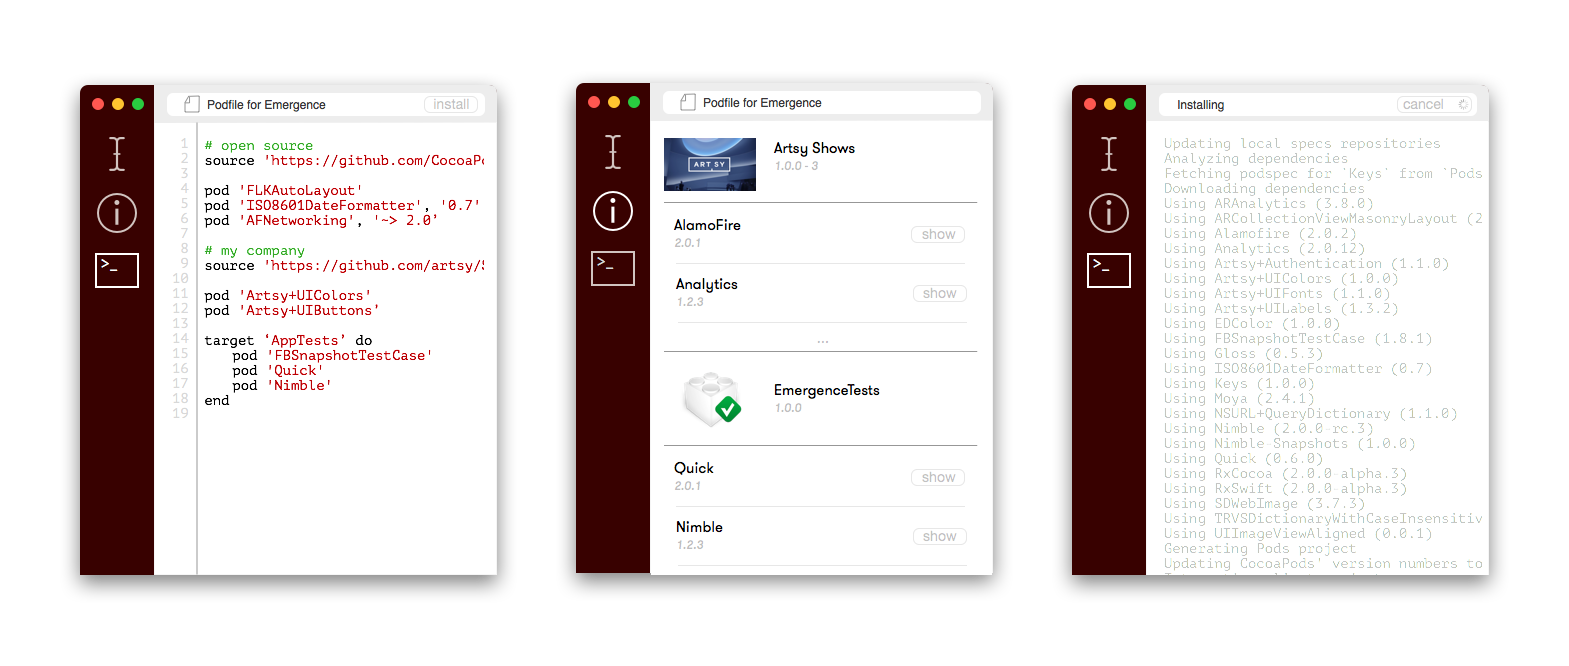 Podfile for Emergence
install
1 # open source
2 source 'https://github.com/CocoaPo
3
4 pod 'FLKAutoLayout'
5 pod 'ISO8601DateFormatter', '0.7'
6 pod 'AFNetworking', '~> 2.0’
7
8 # my company
9 source 'https://github.com/artsy/S
10
11 pod 'Artsy+UIColors'
12 pod 'Artsy+UIButtons'
13
14 target ‘AppTests’ do
15 pod 'FBSnapshotTestCase'
16 pod 'Quick'
17 pod 'Nimble'
18 end
19
>_
Podfile for Emergence
ARTSY
Artsy Shows
1.0.0 - 3
AlamoFire
2.0.1
show
Analytics
1.2.3
show
...
EmergenceTests
1.0.0
Quick
2.0.1
show
Nimble
1.2.3
show
>_
Installing
cancel
Updating local specs repositories
Analyzing dependencies
Fetching podspec for `Keys` from `Pods
Downloading dependencies
Using ARAnalytics (3.8.0)
Using ARCollectionViewMasonryLayout (2
Using Alamofire (2.0.2)
Using Analytics (2.0.12)
Using Artsy+Authentication (1.1.0)
Using Artsy+UIColors (1.0.0)
Using Artsy+UIFonts (1.1.0)
Using Artsy+UILabels (1.3.2)
Using EDColor (1.0.0)
Using FBSnapshotTestCase (1.8.1)
Using Gloss (0.5.3)
Using ISO8601DateFormatter (0.7)
Using Keys (1.0.0)
Using Moya (2.4.1)
Using NSURL+QueryDictionary (1.1.0)
Using Nimble (2.0.0-rc.3)
Using Nimble-Snapshots (1.0.0)
Using Quick (0.6.0)
Using RxCocoa (2.0.0-alpha.3)
Using RxSwift (2.0.0-alpha.3)
Using SDWebImage (3.7.3)
Using TRVSDictionaryWithCaseInsensitiv
Using UIImageViewAligned (0.0.1)
Generating Pods project
Updating CocoaPods' version numbers to
>_